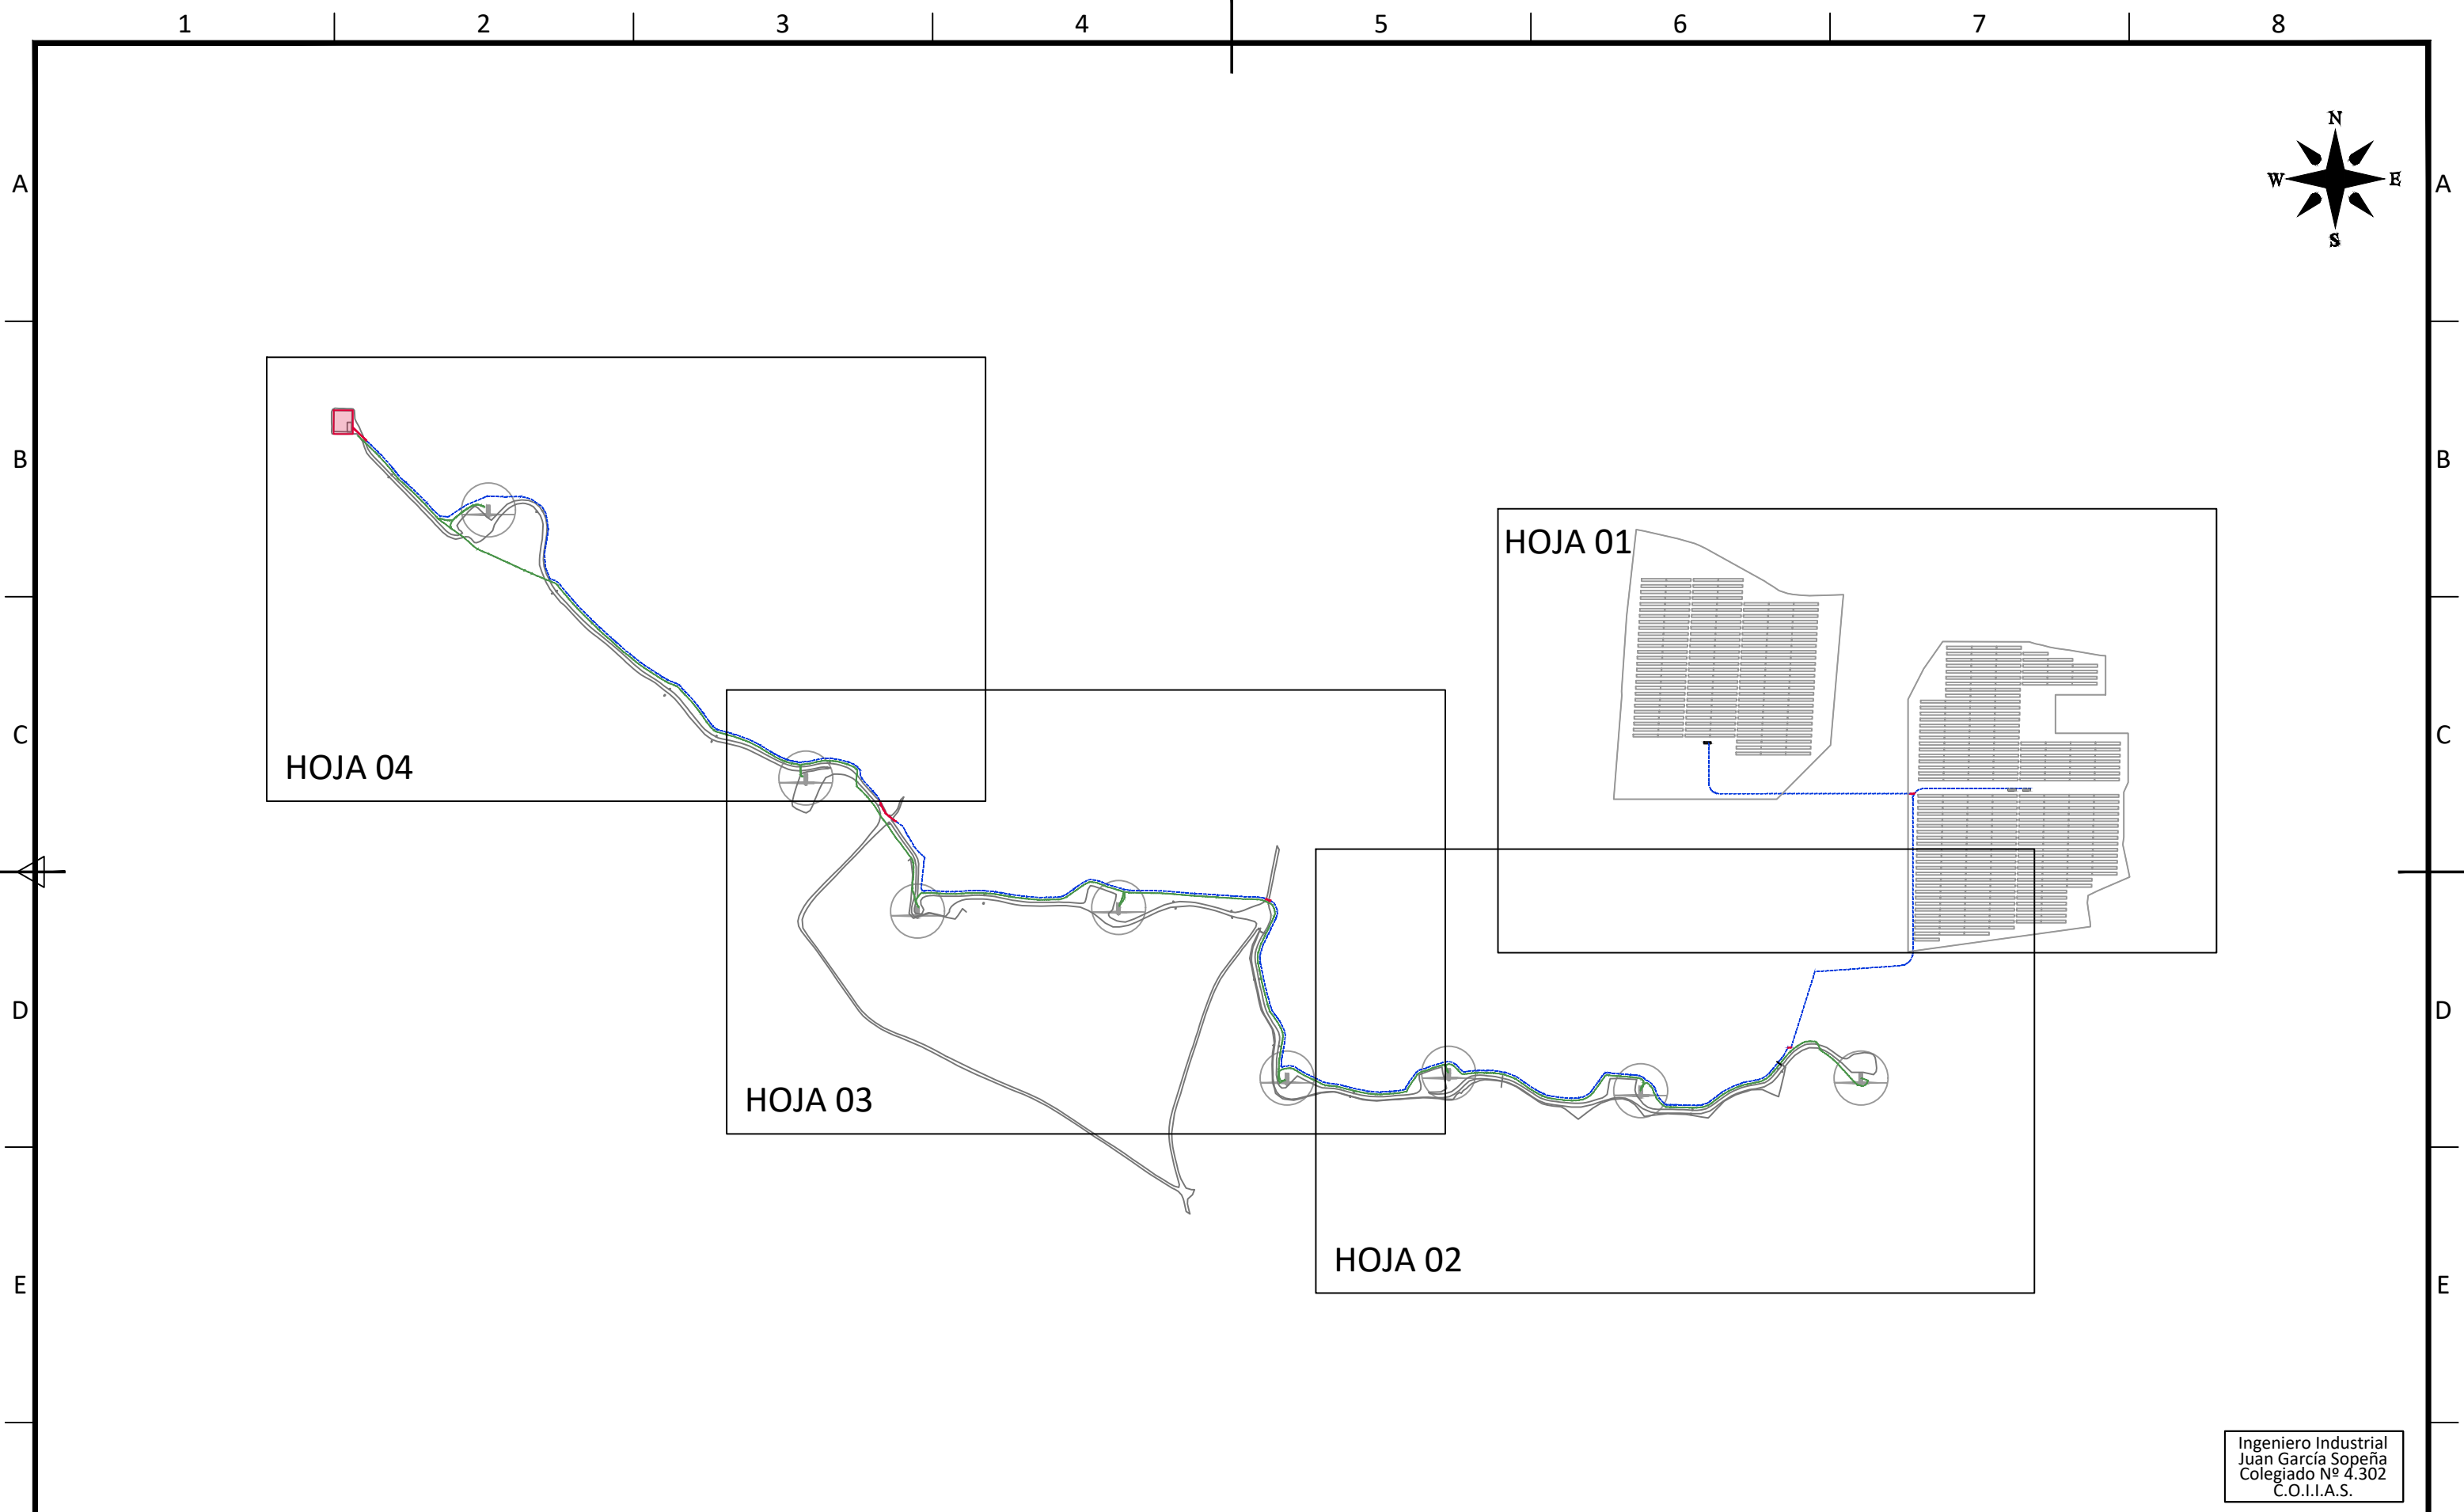 1 2 3 4 5 6 7 8
N
A W E A
S
B B
HOJA 01
C C
HOJA 04
D D
HOJA 03
HOJA 02
E E
Ingeniero Industrial
Juan García Sopeña
Colegiado Nº 4.302
C.O.I.I.A.S.